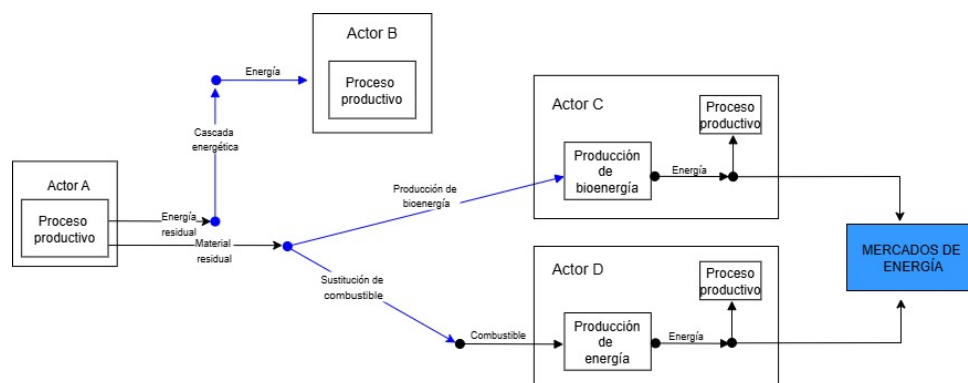 Actor B
Energía
Proceso
productivo
Cascada
energética
Actor A
Proceso
productivo
Energía
residual
Material
residual
Producción de
bioenergía
Sustitución de
combustible
Combustible
Actor C
Proceso
productivo
Producción
de
bioenergía
Energía
Actor D
Proceso
productivo
Producción
de
energía
Energía
MERCADOS DE
ENERGÍA